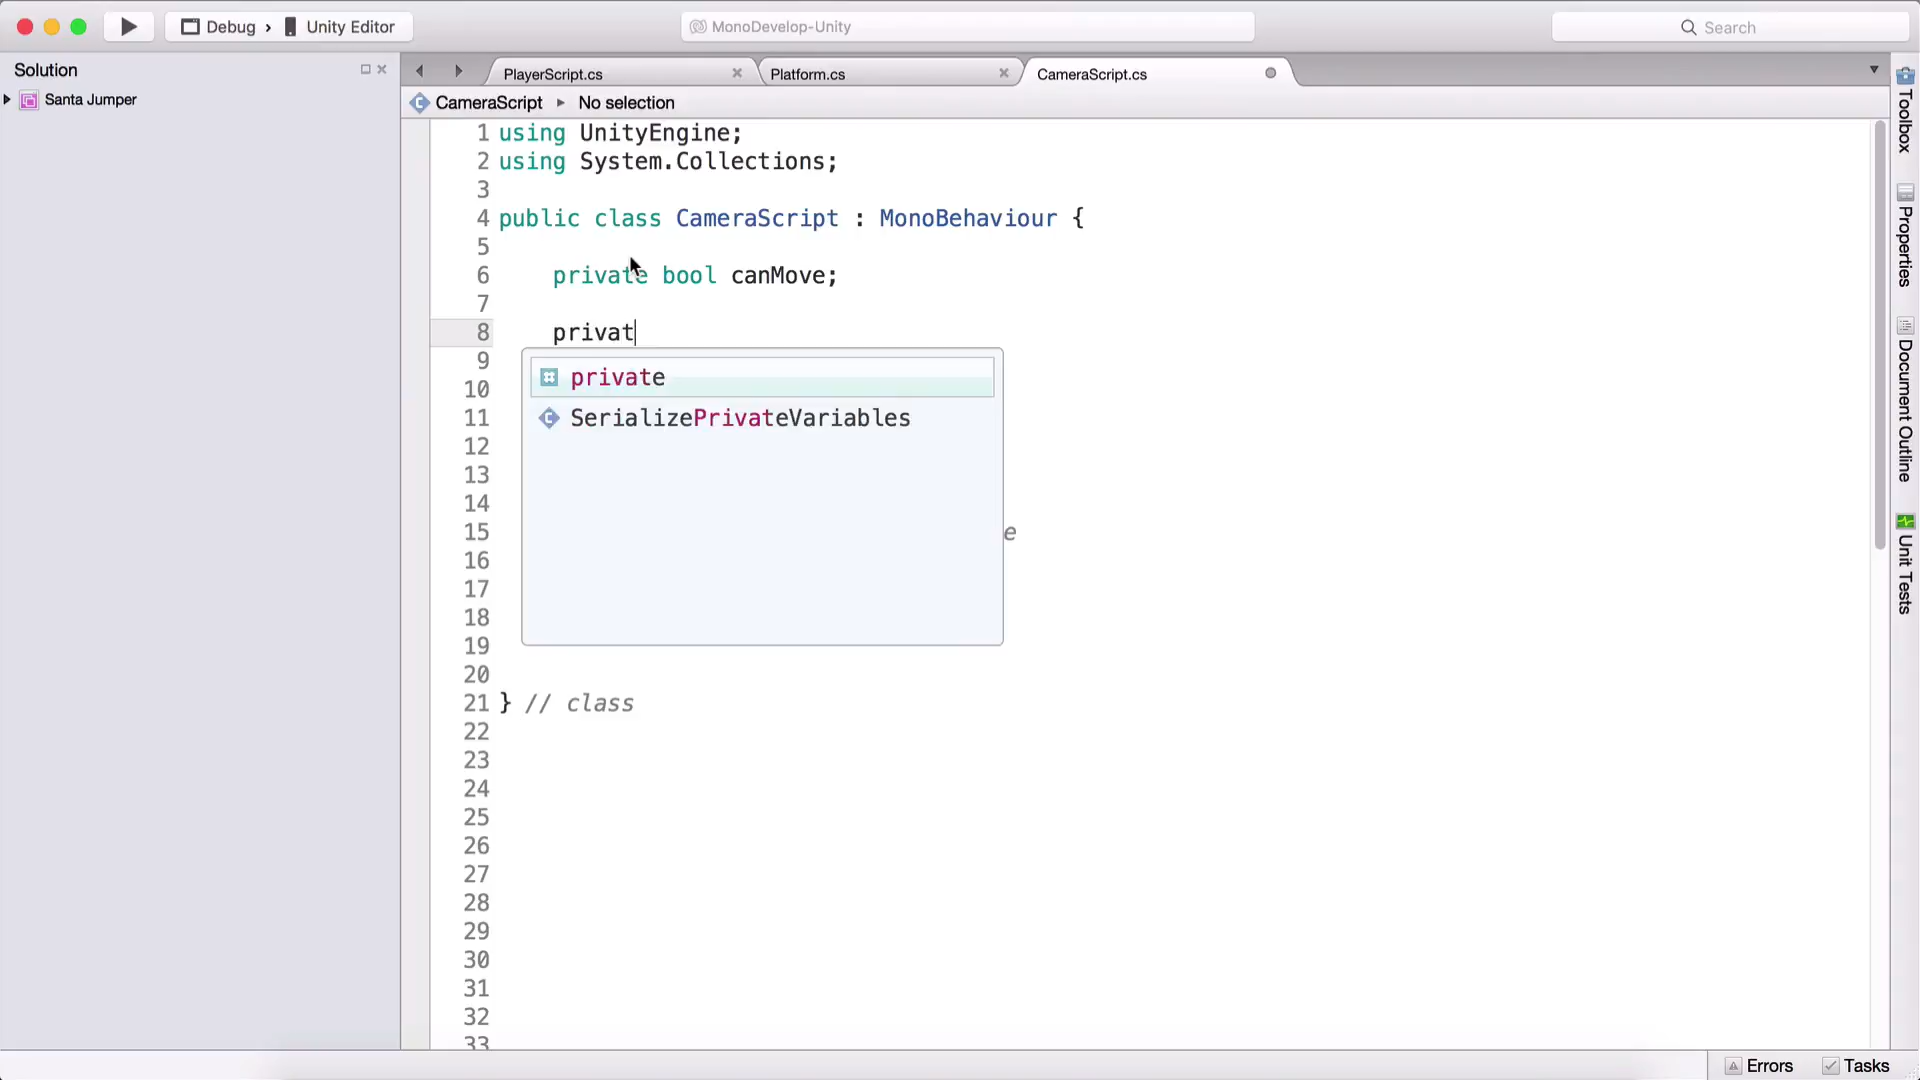 Debug › Unity Editor
MonoDevelop-Unity
Search
Solution
Santa Jumper
PlayerScript.cs
Platform.cs
CameraScript.cs
CameraScript ▸ No selection
1 using UnityEngine;
2 using System.Collections;
3
4 public class CameraScript : MonoBehaviour {
5
6 private bool canMove;
7
8 privat
private
SerializePrivateVariables
9
10
11
12
13
14
15 e
16
17
18
19
20
21 } // class
22
23
24
25
26
27
28
29
30
31
32
33
Toolbox
Properties
Document Outline
Unit Tests
Errors
Tasks